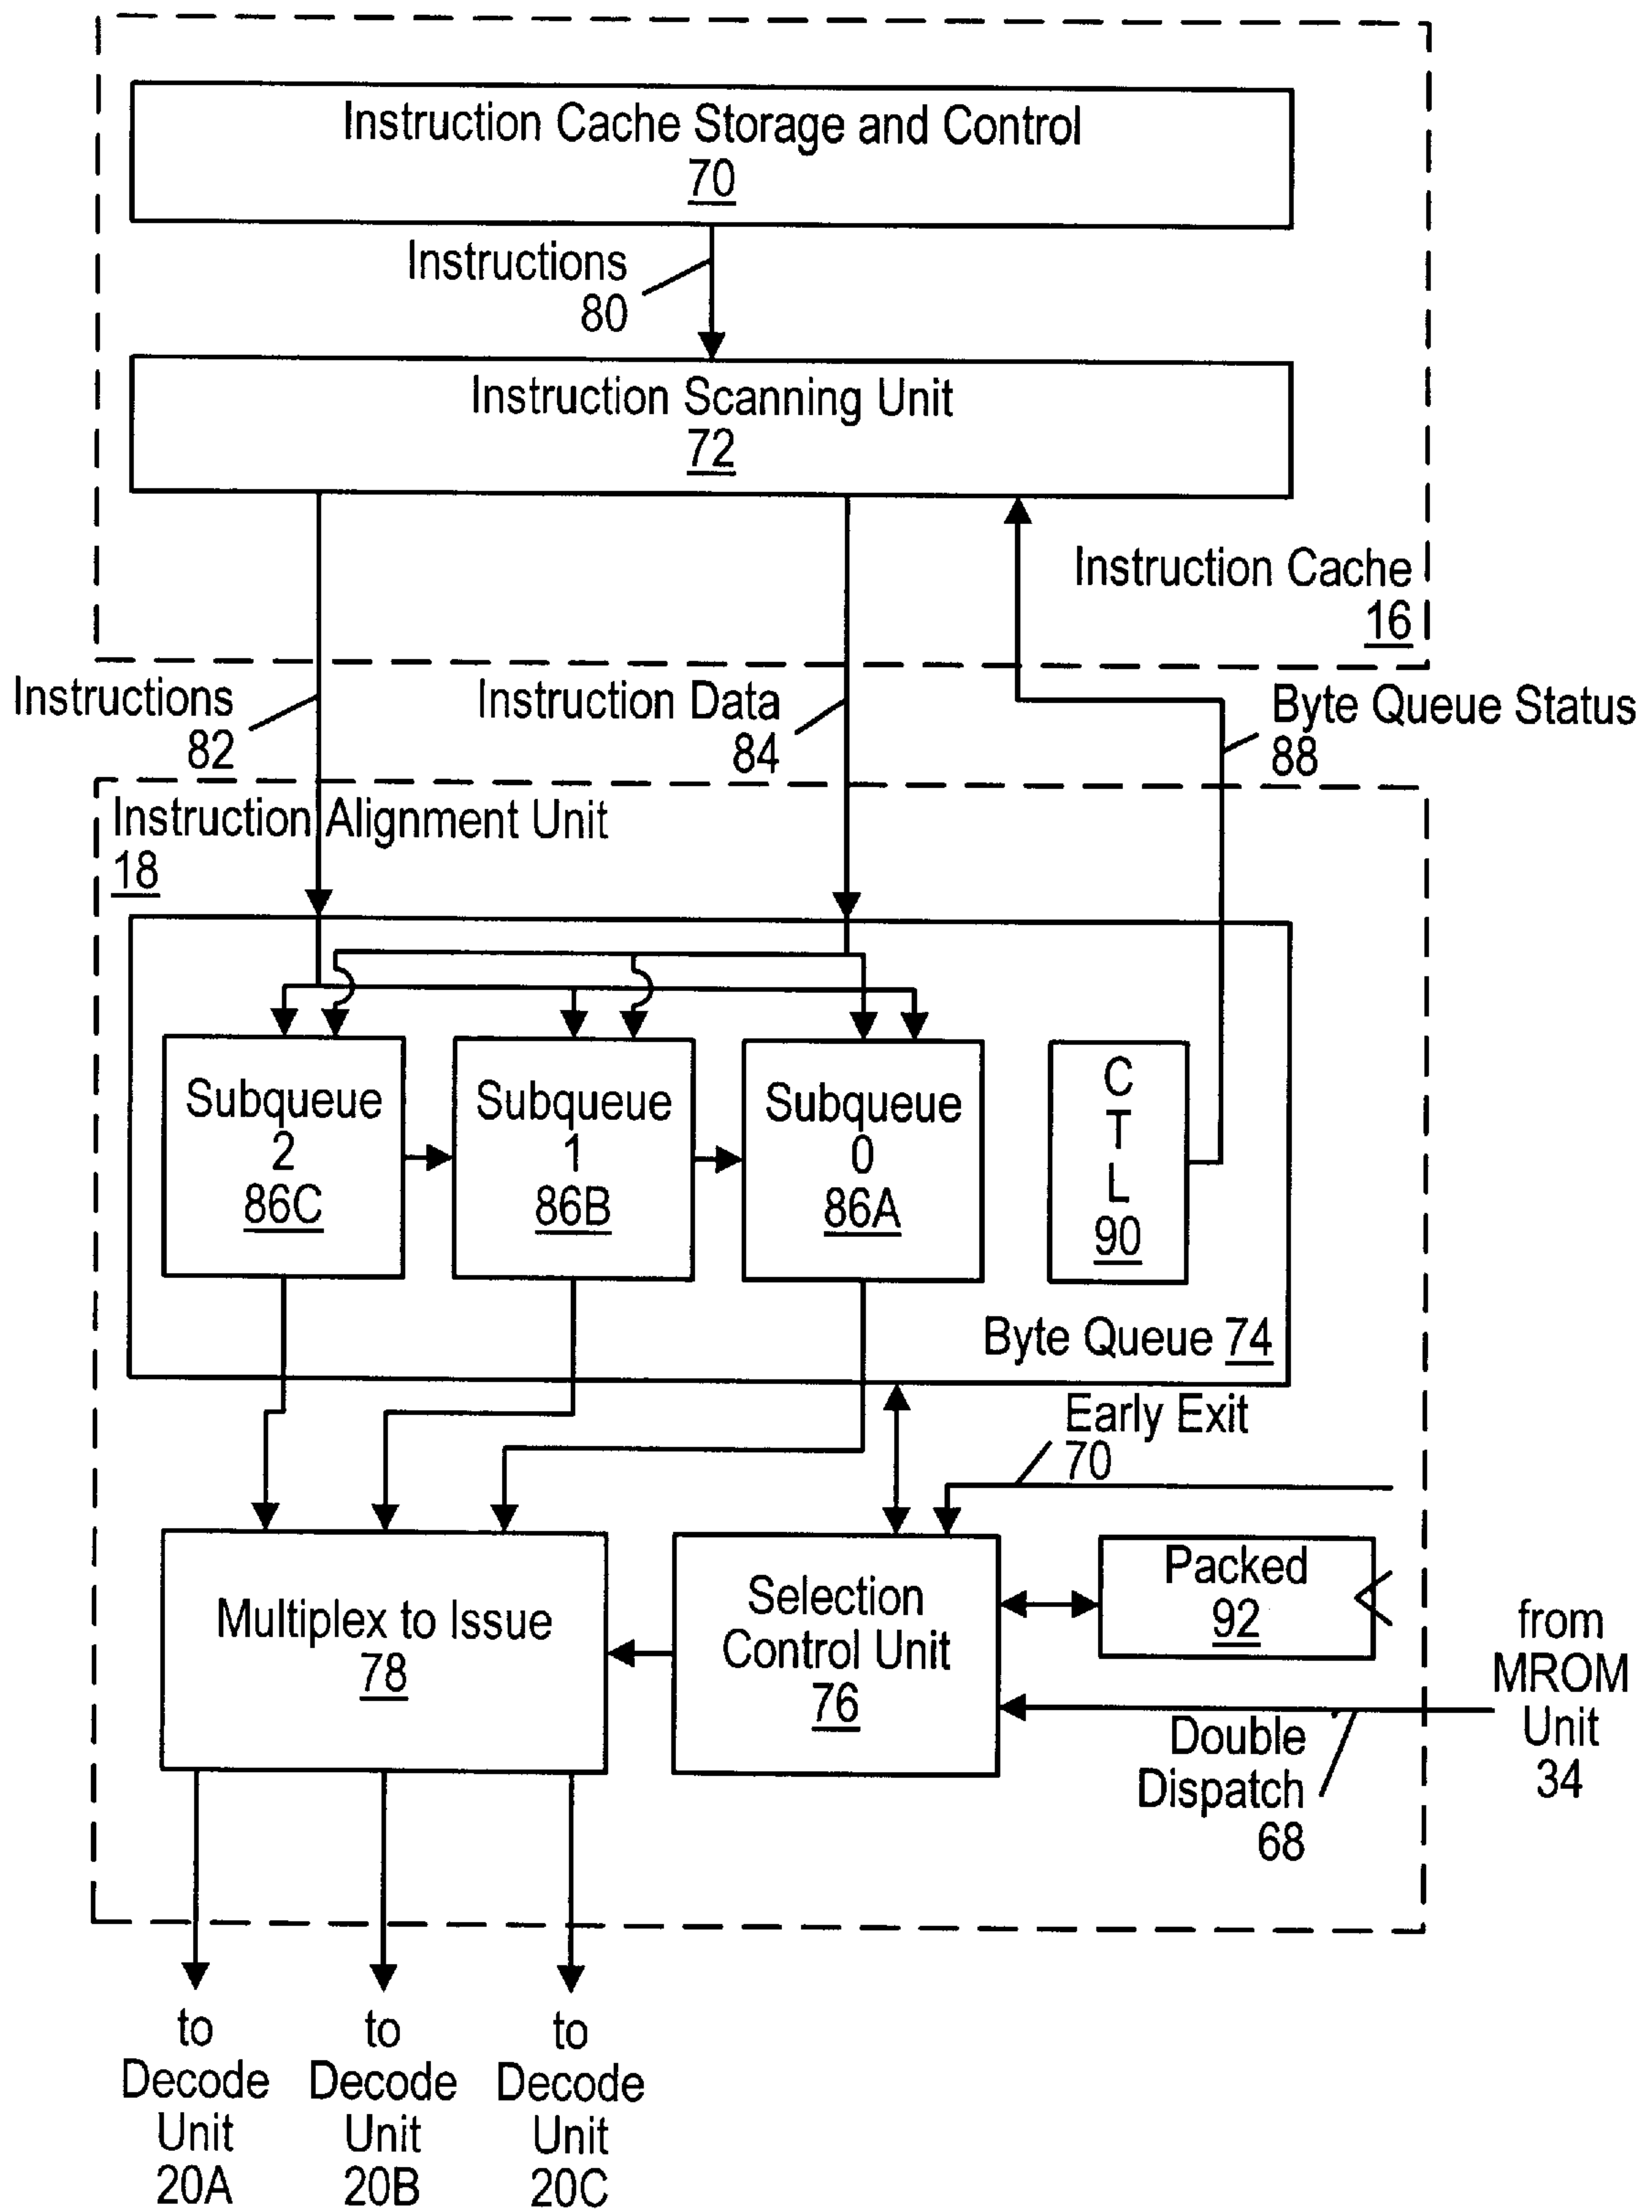 Instruction Cache Storage and Control
70
Instructions
80
Instruction Scanning Unit
72
Instruction Cache
16
Instructions
82
Instruction Data
84
Byte Queue Status
88
Instruction Alignment Unit
18
Subqueue
2
86C
Subqueue
1
86B
Subqueue
0
86A
C
T
L
90
Byte Queue 74
Early Exit
70
Multiplex to Issue
78
Selection
Control Unit
76
Packed
92
from
MROM
Unit
34
Double
Dispatch
68
to
Decode
Unit
20A
to
Decode
Unit
20B
to
Decode
Unit
20C